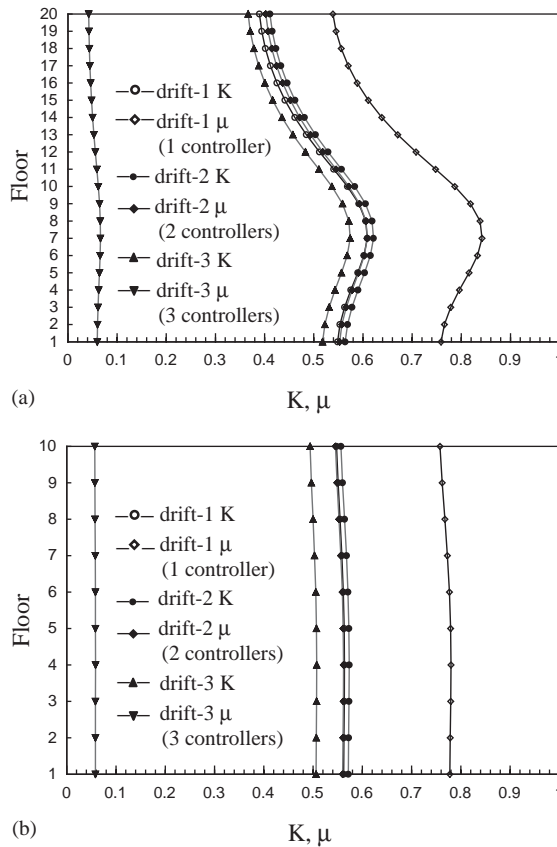 20
19
18
17
16
15
14
13
12
11
10
9
8
7
6
5
4
3
2
1
Floor
drift-1 K
drift-1 μ
(1 controller)
drift-2 K
drift-2 μ
(2 controllers)
drift-3 K
drift-3 μ
(3 controllers)
0 0.1 0.2 0.3 0.4 0.5 0.6 0.7 0.8 0.9 1
(a)
K, μ
10
9
8
7
6
5
4
3
2
1
Floor
drift-1 K
drift-1 μ
(1 controller)
drift-2 K
drift-2 μ
(2 controllers)
drift-3 K
drift-3 μ
(3 controllers)
0 0.1 0.2 0.3 0.4 0.5 0.6 0.7 0.8 0.9 1
(b)
K, μ